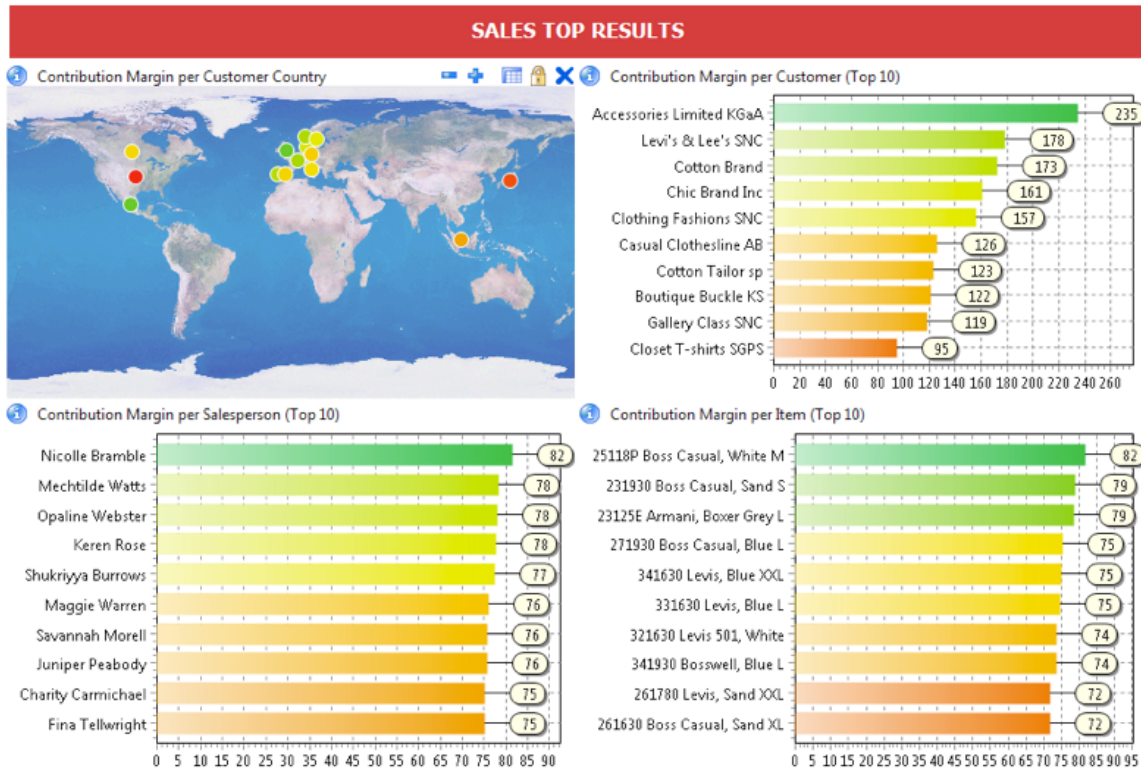 SALES TOP RESULTS
Contribution Margin per Customer Country
Contribution Margin per Customer (Top 10)
Accessories Limited KGaA 235
Levi's & Lee's SNC 178
Cotton Brand 173
Chic Brand Inc 161
Clothing Fashions SNC 157
Casual Clothesline AB 126
Cotton Tailor sp 123
Boutique Buckle KS 122
Gallery Class SNC 119
Closet T-shirts SGPS 95
0 20 40 60 80 100 120 140 160 180 200 220 240 260
Contribution Margin per Salesperson (Top 10)
Nicolle Bramble 82
Mechtilde Watts 78
Opaline Webster 78
Keren Rose 78
Shukriyya Burrows 77
Maggie Warren 76
Savannah Morell 76
Juniper Peabody 76
Charity Carmichael 75
Fina Tellwright 75
0 5 10 15 20 25 30 35 40 45 50 55 60 65 70 75 80 85 90
Contribution Margin per Item (Top 10)
25118P Boss Casual, White M 82
231930 Boss Casual, Sand S 79
23125E Armani, Boxer Grey L 79
271930 Boss Casual, Blue L 75
341630 Levis, Blue XXL 75
331630 Levis, Blue L 75
321630 Levis 501, White 74
341930 Bosswell, Blue L 74
261780 Levis, Sand XXL 72
261630 Boss Casual, Sand XL 72
0 5 10 15 20 25 30 35 40 45 50 55 60 65 70 75 80 85 90 95